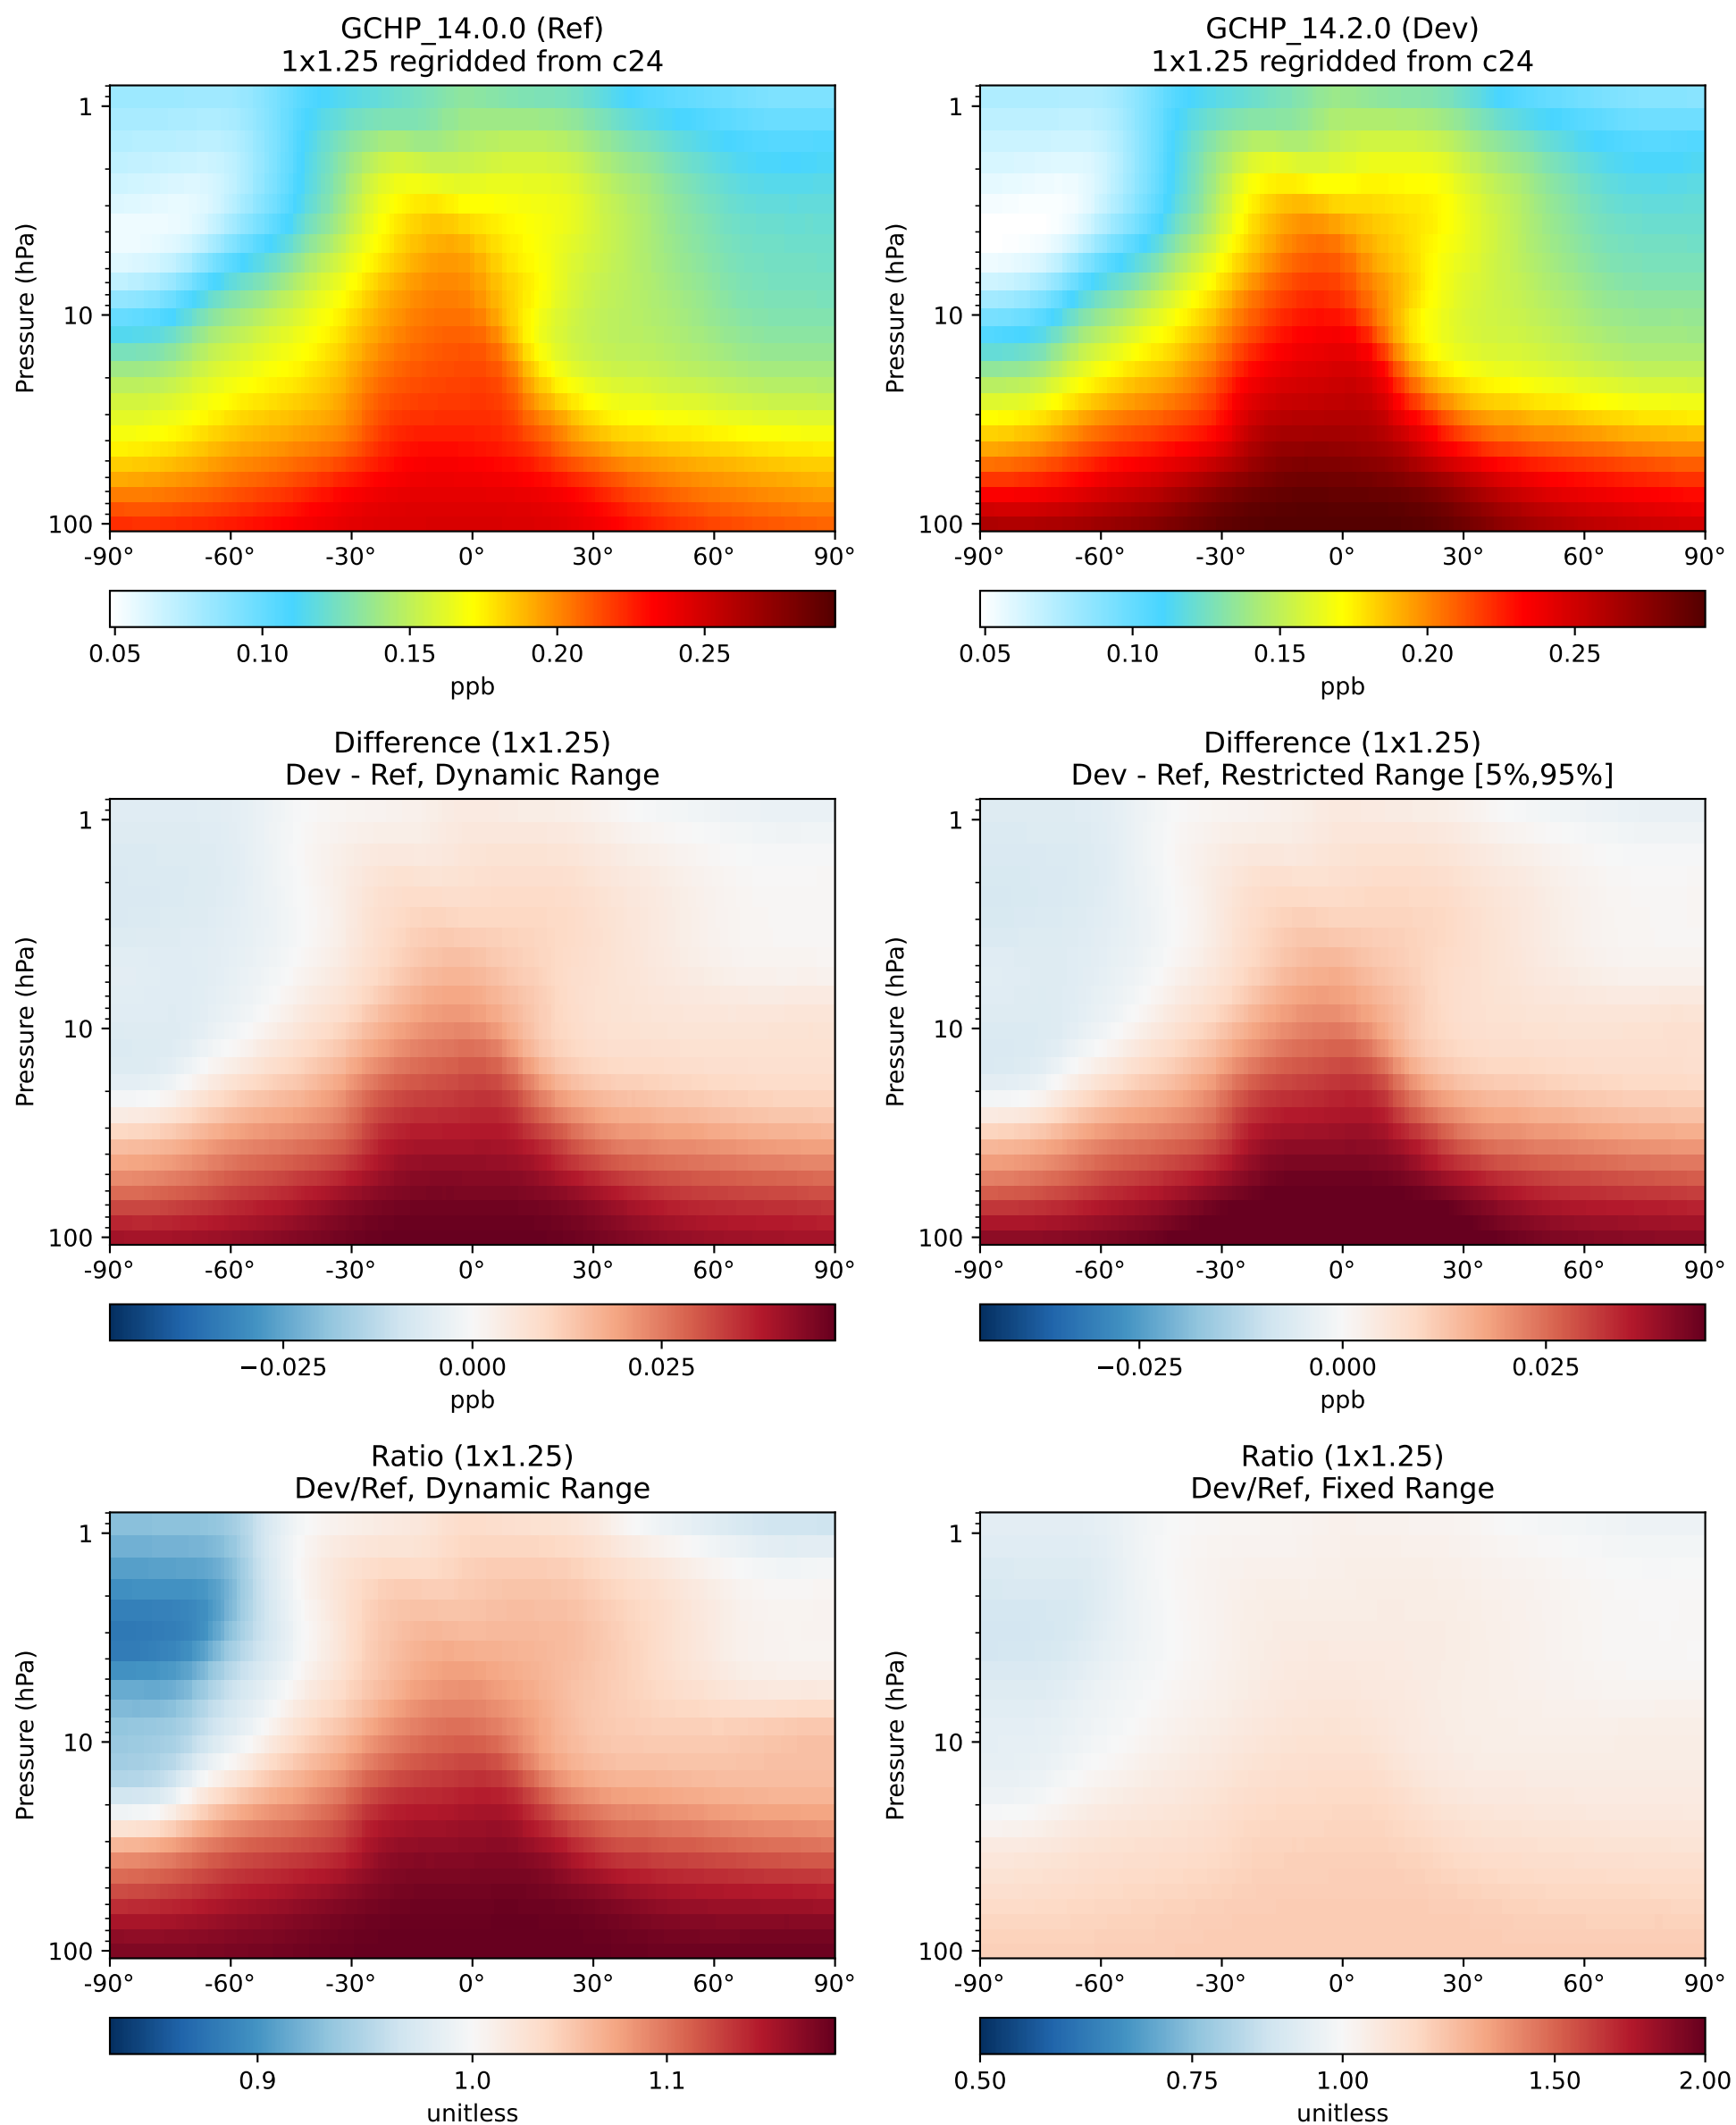 GCHP_14.0.0 (Ref)
1x1.25 regridded from c24
Pressure (hPa)
1
10
100
-90° -60° -30° 0° 30° 60° 90°
0.05 0.10 0.15 0.20 0.25
ppb
GCHP_14.2.0 (Dev)
1x1.25 regridded from c24
Pressure (hPa)
1
10
100
-90° -60° -30° 0° 30° 60° 90°
0.05 0.10 0.15 0.20 0.25
ppb
Difference (1x1.25)
Dev - Ref, Dynamic Range
Pressure (hPa)
1
10
100
-90° -60° -30° 0° 30° 60° 90°
−0.025 0.000 0.025
ppb
Difference (1x1.25)
Dev - Ref, Restricted Range [5%,95%]
Pressure (hPa)
1
10
100
-90° -60° -30° 0° 30° 60° 90°
−0.025 0.000 0.025
ppb
Ratio (1x1.25)
Dev/Ref, Dynamic Range
Pressure (hPa)
1
10
100
-90° -60° -30° 0° 30° 60° 90°
0.9 1.0 1.1
unitless
Ratio (1x1.25)
Dev/Ref, Fixed Range
Pressure (hPa)
1
10
100
-90° -60° -30° 0° 30° 60° 90°
0.50 0.75 1.00 1.50 2.00
unitless